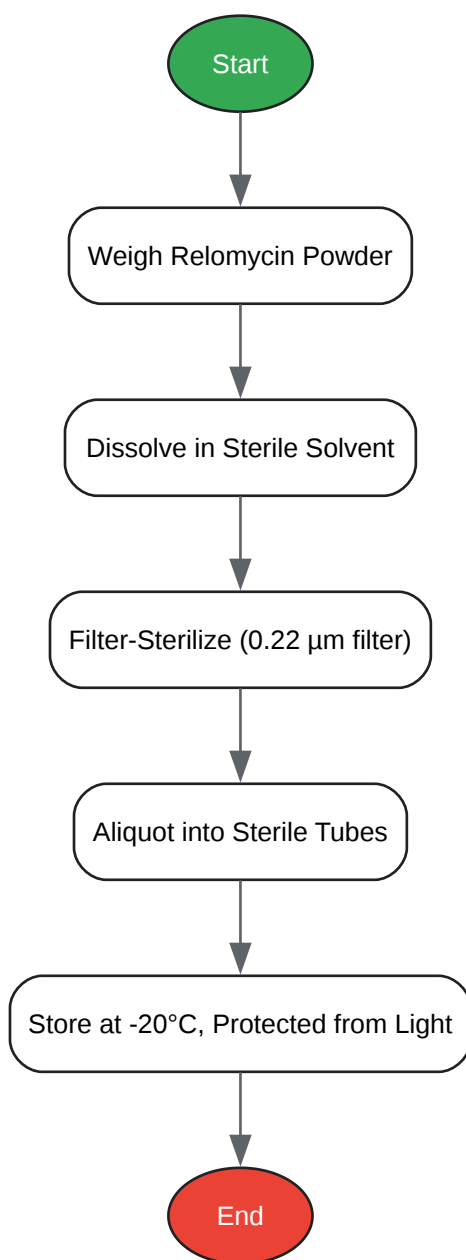 Start
Weigh Relomycin Powder
Dissolve in Sterile Solvent
Filter-Sterilize (0.22 µm filter)
Aliquot into Sterile Tubes
Store at -20°C, Protected from Light
End